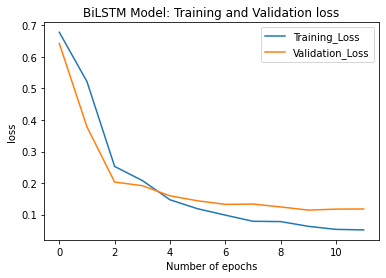 BiLSTM Model: Training and Validation loss
0.7
0.6
0.5
0.4
0.3
0.2
0.1
loss
Training_Loss
Validation_Loss
0 2 4 6 8 10
Number of epochs